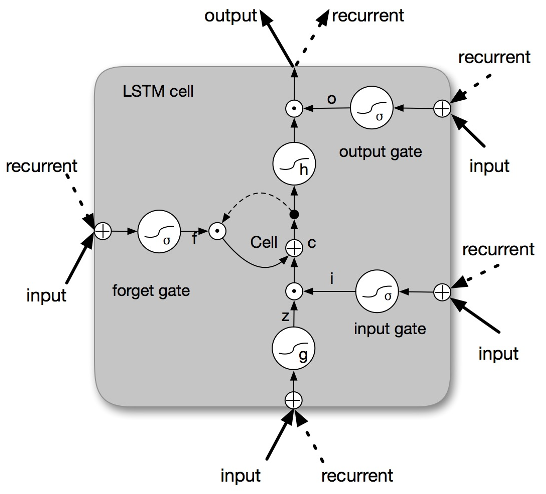 output
recurrent
LSTM cell
recurrent
o
σ
output gate
input
h
recurrent
σ
f
Cell
c
recurrent
input
forget gate
i
σ
input gate
z
g
input
input
recurrent